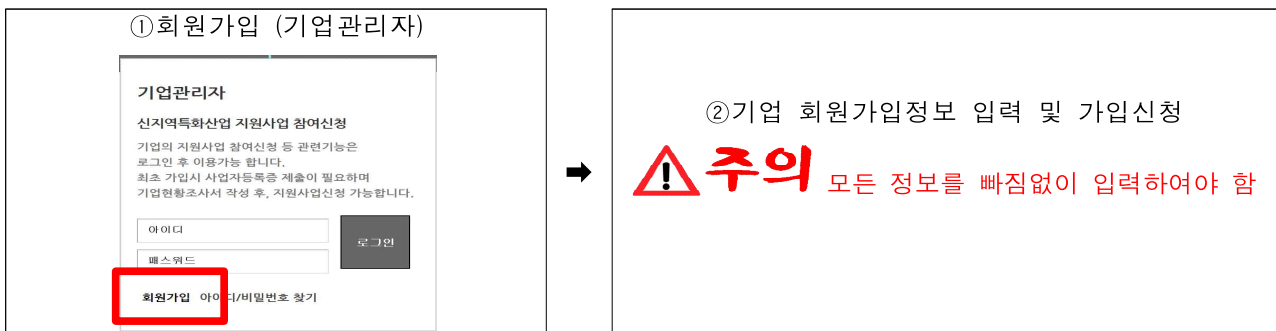 ①회원가입 (기업관리자)
기업관리자
신지역특화산업 지원사업 참여신청
기업의 지원사업 참여신청 등 관련기능은
로그인 후 이용가능 합니다.
최초 가입시 사업자등록증 제출이 필요하며
기업현황조사서 작성 후, 지원사업신청 가능합니다.
아이디
로그인
패스워드
회원가입 아이디/비밀번호 찾기
➡
②기업 회원가입정보 입력 및 가입신청
주의 모든 정보를 빠짐없이 입력하여야 함